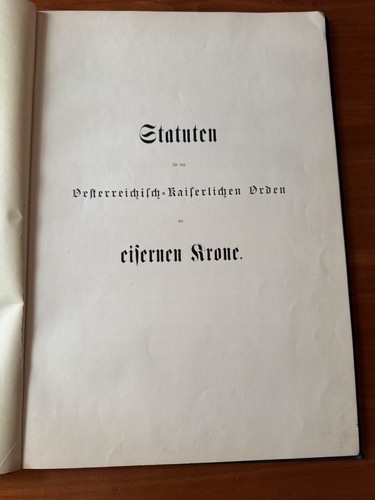 Statuten
für den
Oesterreichisch-Kaiserlichen Orden
der
eisernen Krone.